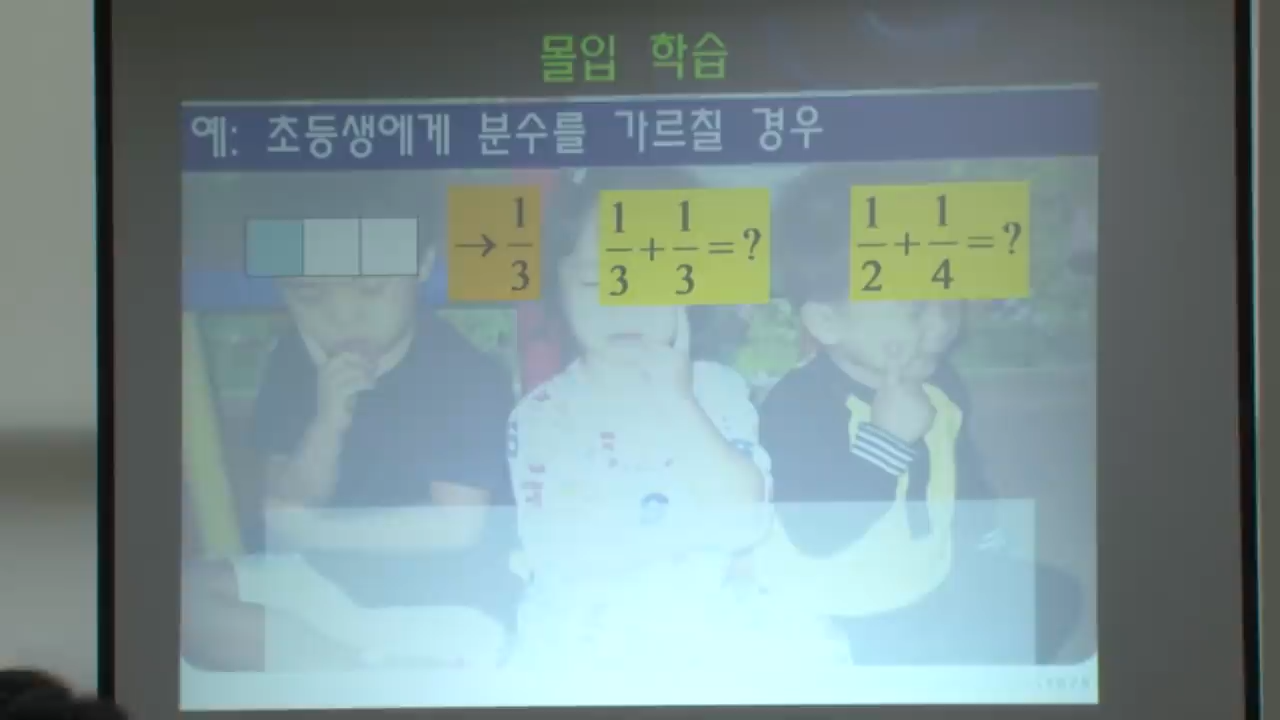 몰입 학습
예: 초등생에게 분수를 가르칠 경우
→ 1/3
1/3 + 1/3 = ?
1/2 + 1/4 = ?